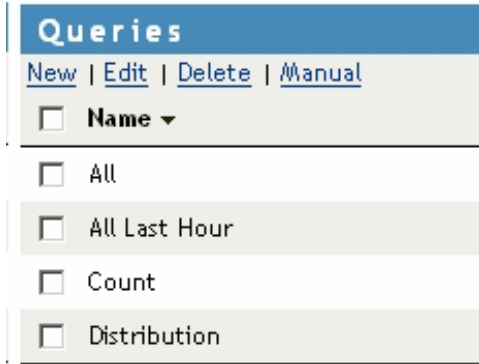 Queries
New | Edit | Delete | Manual
Name
All
All Last Hour
Count
Distribution